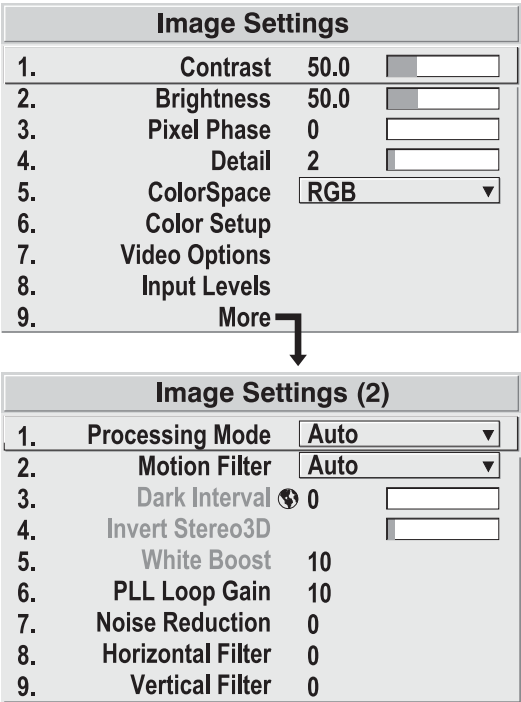 Image Settings
1. Contrast 50.0
2. Brightness 50.0
3. Pixel Phase 0
4. Detail 2
5. ColorSpace RGB
6. Color Setup
7. Video Options
8. Input Levels
9. More
Image Settings (2)
1. Processing Mode Auto
2. Motion Filter Auto
3. Dark Interval 0
4. Invert Stereo3D
5. White Boost 10
6. PLL Loop Gain 10
7. Noise Reduction 0
8. Horizontal Filter 0
9. Vertical Filter 0